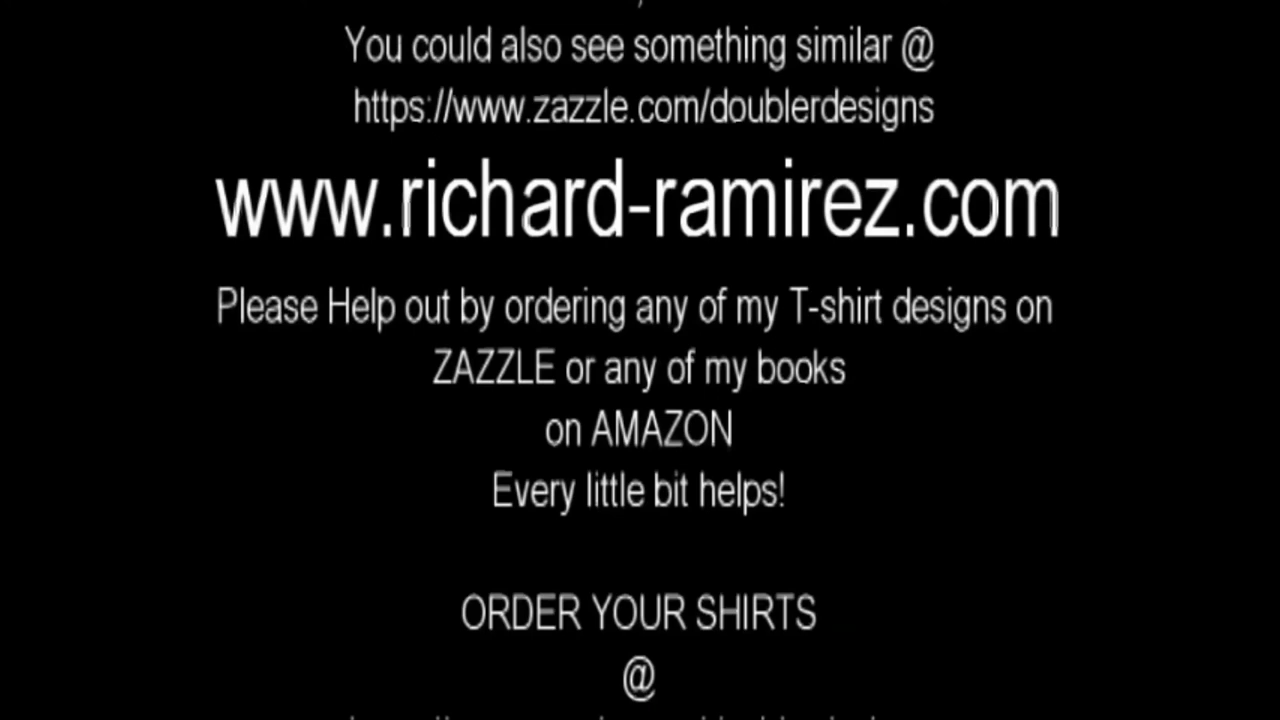 You could also see something similar @
https://www.zazzle.com/doublerdesigns
www.richard-ramirez.com
Please Help out by ordering any of my T-shirt designs on
ZAZZLE or any of my books
on AMAZON
Every little bit helps!
ORDER YOUR SHIRTS
@